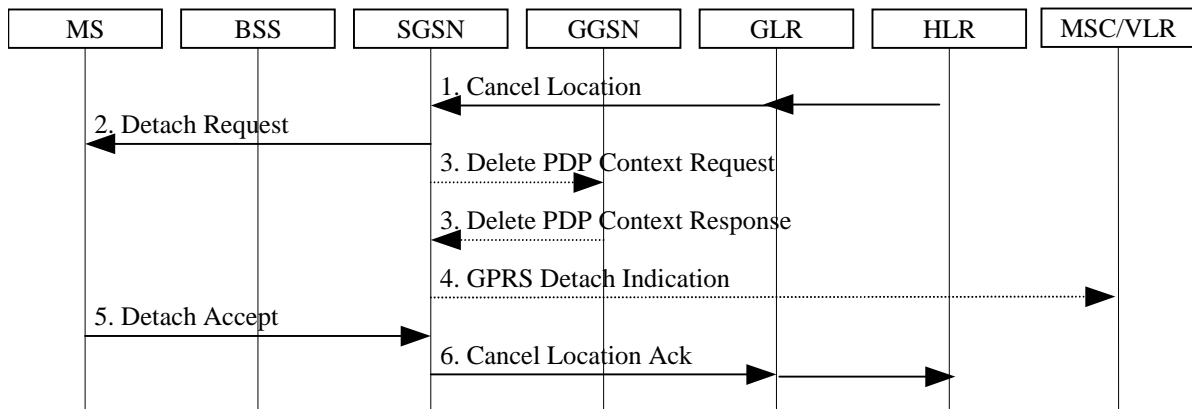 MS
BSS
SGSN
GGSN
GLR
HLR
MSC/VLR
1. Cancel Location
2. Detach Request
3. Delete PDP Context Request
3. Delete PDP Context Response
4. GPRS Detach Indication
5. Detach Accept
6. Cancel Location Ack